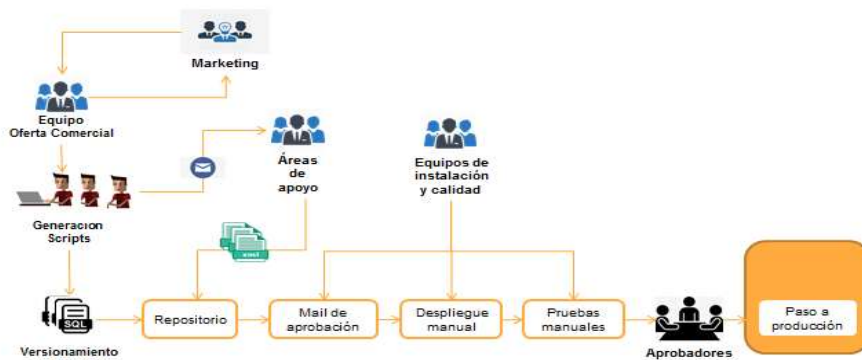 Marketing
Equipo
Oferta Comercial
Áreas
de
apoyo
Equipos de
instalación
y calidad
Generacion
Scripts
SQL
Versionamiento
Repositorio
Mail de
aprobación
Despliegue
manual
Pruebas
manuales
Aprobadores
Paso a
producción